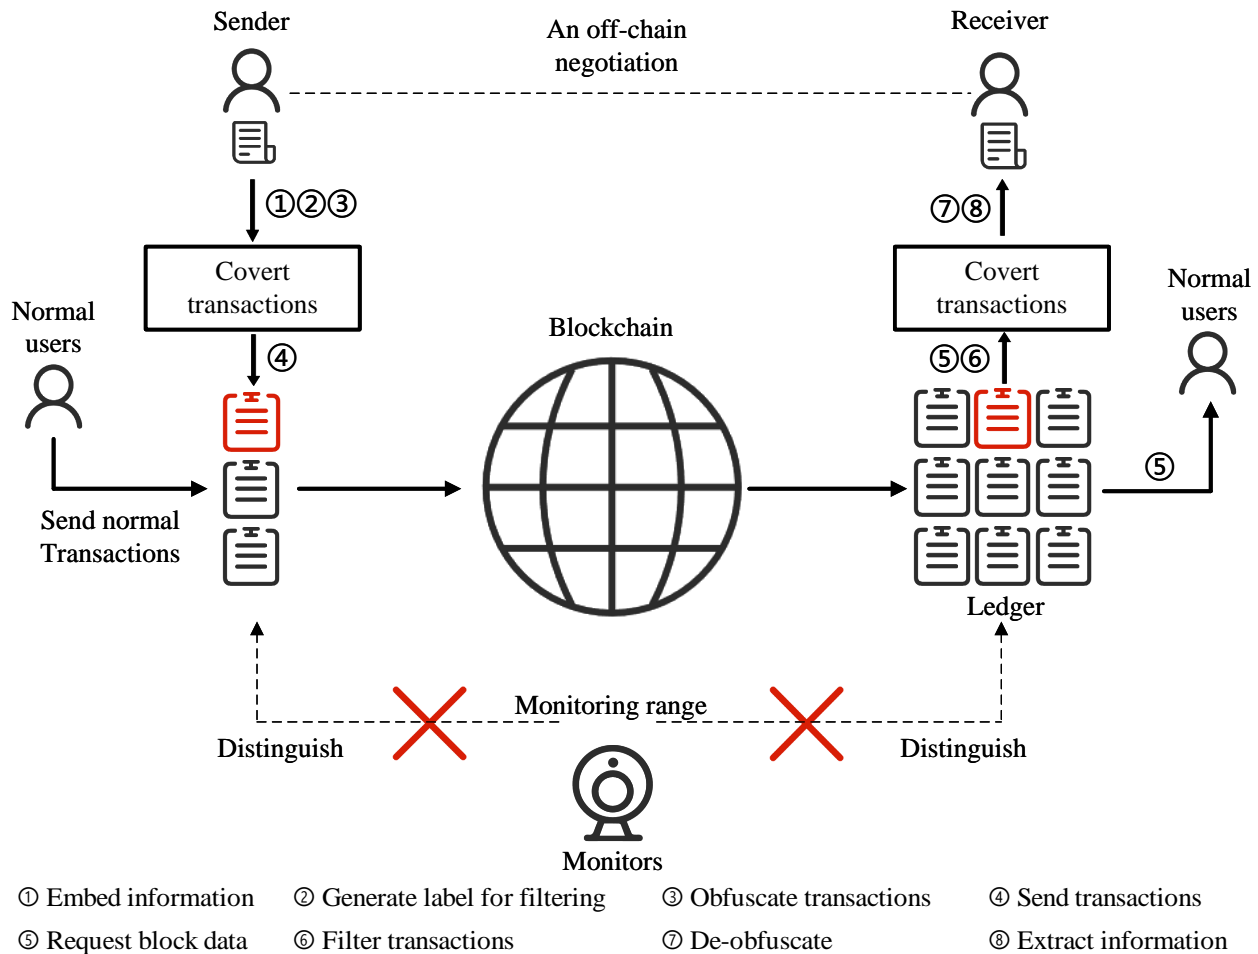 Sender
An off-chain
negotiation
Receiver
①②③
⑦⑧
Covert
transactions
Covert
transactions
Normal
users
Normal
users
Blockchain
④
⑤⑥
⑤
Send normal
Transactions
Ledger
Monitoring range
Distinguish
Distinguish
Monitors
① Embed information ② Generate label for filtering ③ Obfuscate transactions ④ Send transactions
⑤ Request block data ⑥ Filter transactions ⑦ De-obfuscate ⑧ Extract information